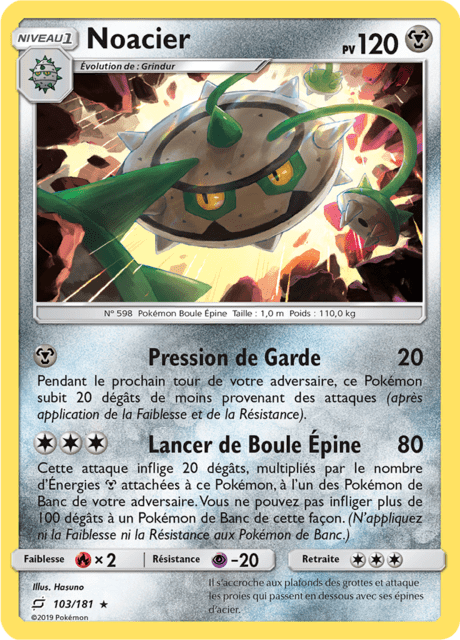 NIVEAU 1
Noacier
PV 120
Évolution de : Grindur
N° 598 Pokémon Boule Épine Taille : 1,0 m Poids : 110,0 kg
Pression de Garde 20
Pendant le prochain tour de votre adversaire, ce Pokémon
subit 20 dégâts de moins provenant des attaques (après
application de la Faiblesse et de la Résistance).
Lancer de Boule Épine 80
Cette attaque inflige 20 dégâts, multipliés par le nombre
d'Énergies attachées à ce Pokémon, à l'un des Pokémon de
Banc de votre adversaire. Vous ne pouvez pas infliger plus de
100 dégâts à un Pokémon de Banc de cette façon. (N'appliquez
ni la Faiblesse ni la Résistance aux Pokémon de Banc.)
Faiblesse × 2 Résistance -20 Retraite
Illus. Hasuno
103/181 ★
©2019 Pokémon
Il s'accroche aux plafonds des grottes et attaque
les proies qui passent en dessous avec ses épines
d'acier.